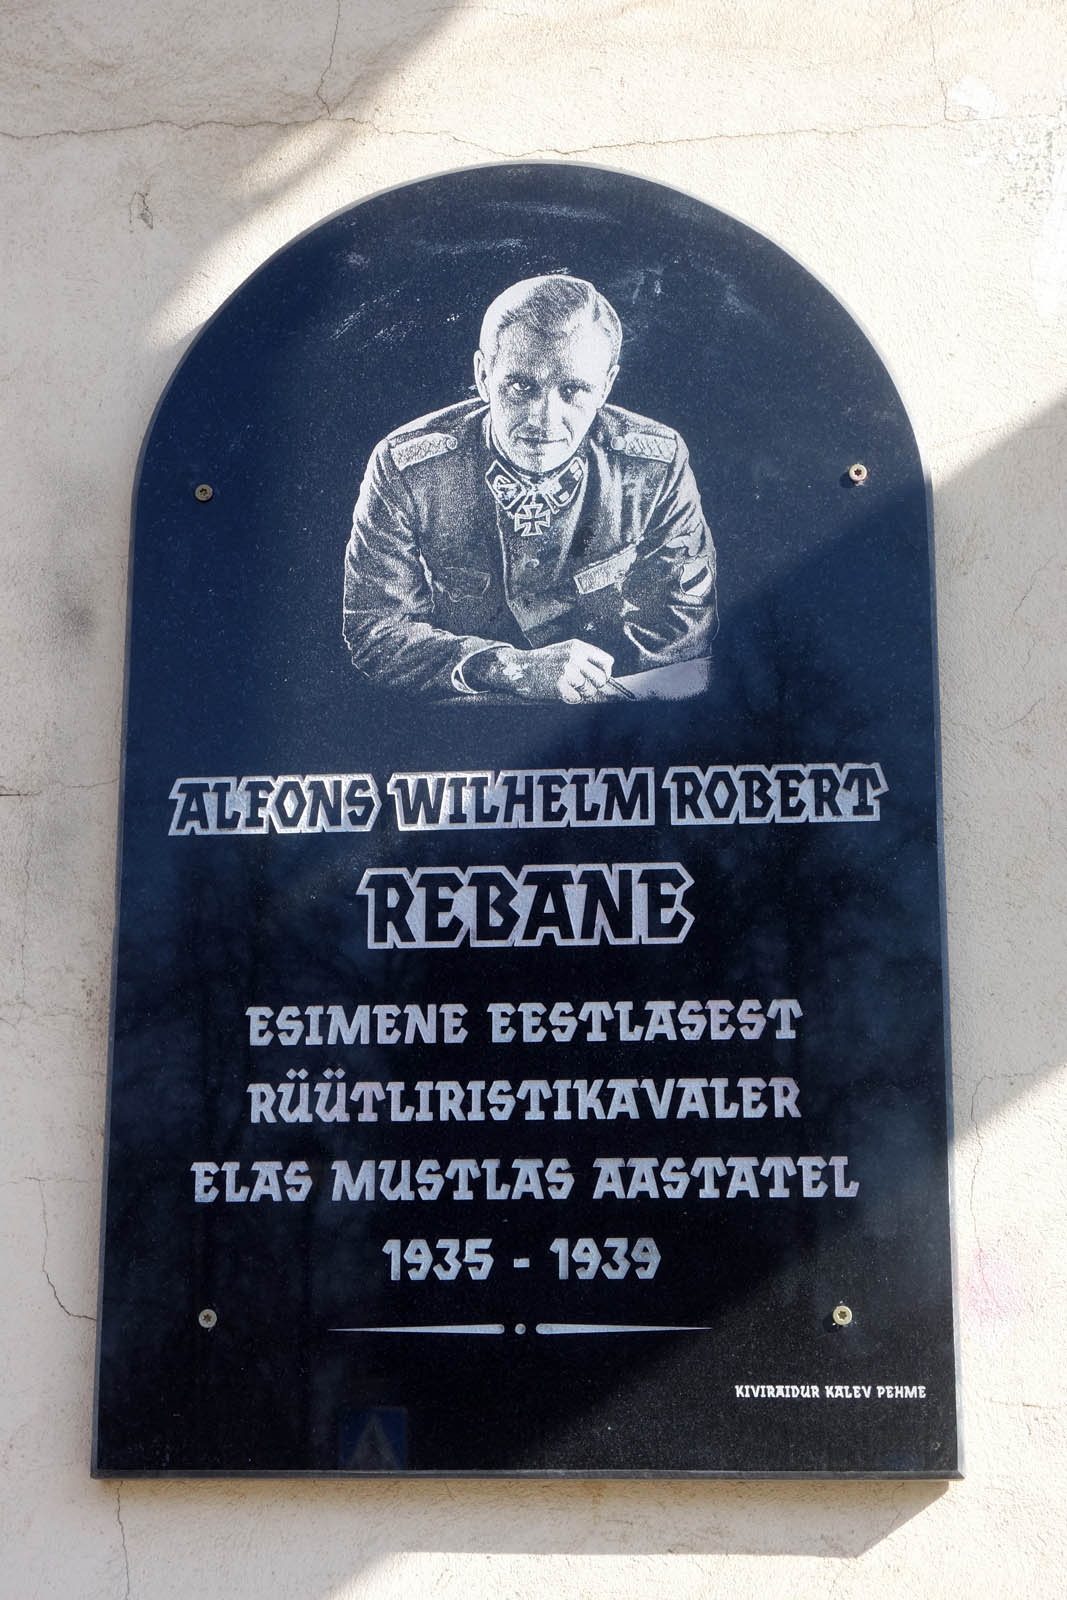 ALFONS WILHELM ROBERT
REBANE
ESIMENE EESTLASEST
RÜÜTLIRISTIKAVALER
ELAS MUSTLAS AASTATEL
1935 - 1939
KIVIRAIDUR KALEV PEHME